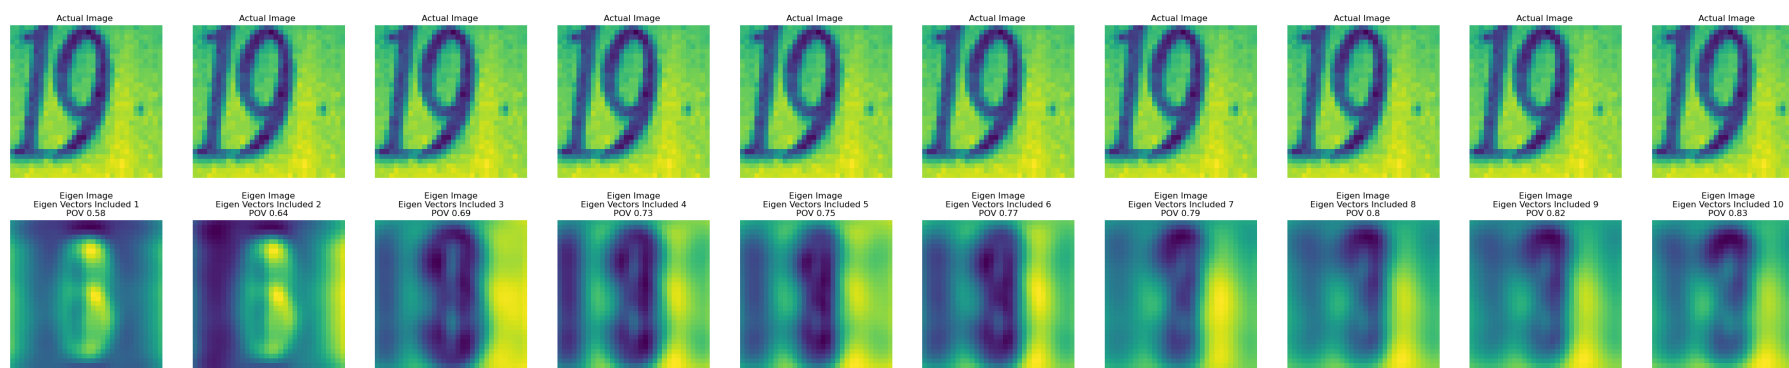 Actual Image Actual Image Actual Image Actual Image Actual Image Actual Image Actual Image Actual Image Actual Image Actual Image
19 19 19 19 19 19 19 19 19 19
Eigen Image Eigen Image Eigen Image Eigen Image Eigen Image Eigen Image Eigen Image Eigen Image Eigen Image Eigen Image
Eigen Vectors Included 1 Eigen Vectors Included 2 Eigen Vectors Included 3 Eigen Vectors Included 4 Eigen Vectors Included 5 Eigen Vectors Included 6 Eigen Vectors Included 7 Eigen Vectors Included 8 Eigen Vectors Included 9 Eigen Vectors Included 10
POV 0.58 POV 0.64 POV 0.69 POV 0.73 POV 0.75 POV 0.77 POV 0.79 POV 0.8 POV 0.82 POV 0.83